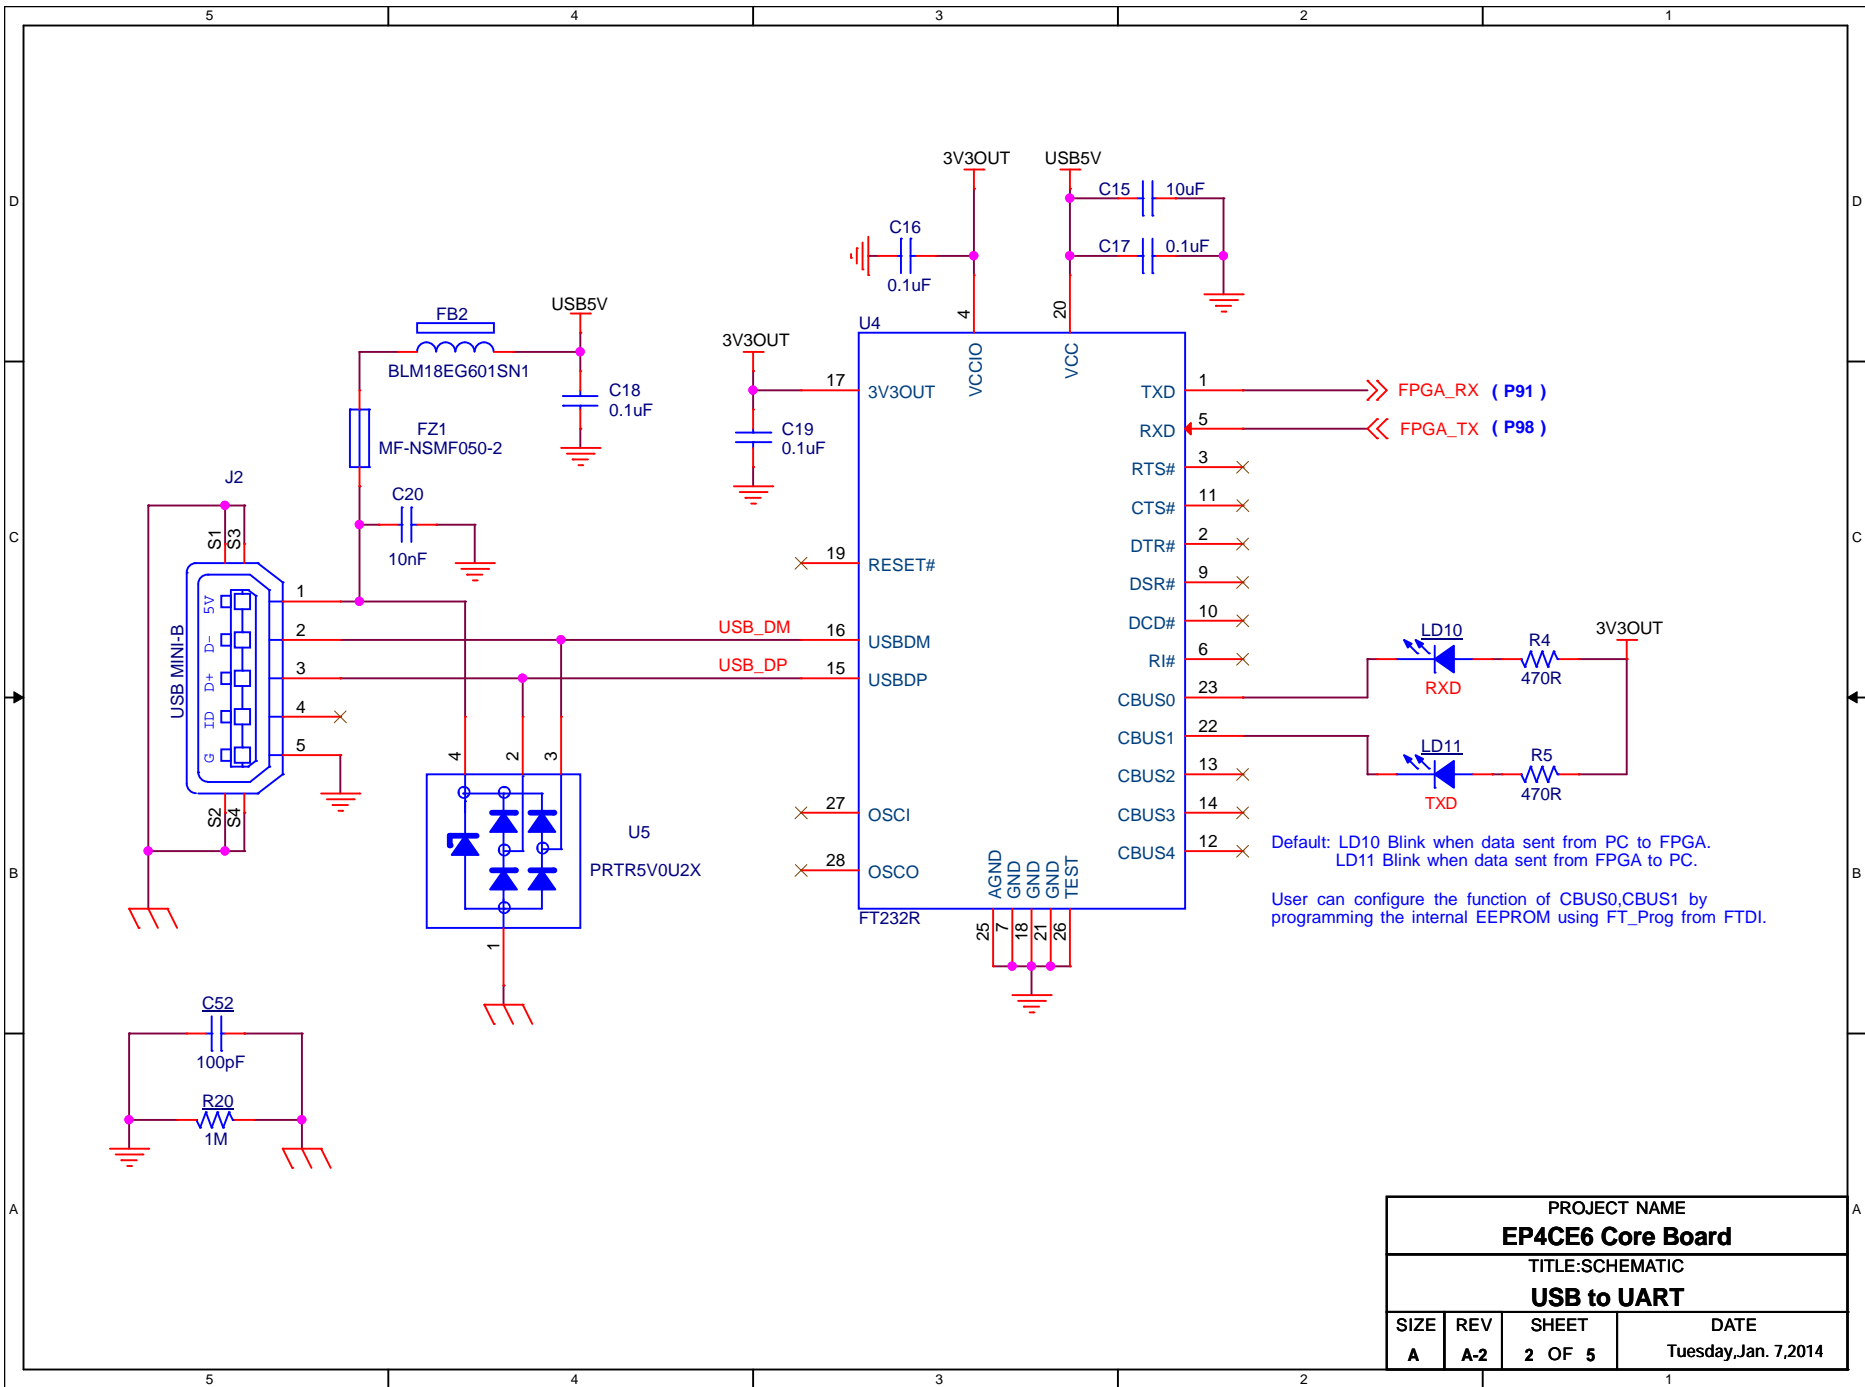 5 4 3 2 1
D D
C C
B B
A A
5 4 3 2 1
3V3OUT
USB5V
C15 10uF
C16
0.1uF
C17 0.1uF
4
20
FB2
BLM18EG601SN1
USB5V
C18
0.1uF
FZ1
MF-NSMF050-2
C20
10nF
3V3OUT
C19
0.1uF
J2
S1
S3
USB MINI-B
5V 1
D- 2
D+ 3
ID 4
G 5
S2
S4
USB_DM
USB_DP
4
2
3
1
U5
PRTR5V0U2X
U4
17 3V3OUT
19 RESET#
16 USBDM
15 USBDP
27 OSCI
28 OSCO
VCCIO
VCC
TXD 1
RXD 5
RTS# 3
CTS# 11
DTR# 2
DSR# 9
DCD# 10
RI# 6
CBUS0 23
CBUS1 22
CBUS2 13
CBUS3 14
CBUS4 12
AGND
GND
GND
GND
TEST
25
7
18
21
26
FT232R
FPGA_RX ( P91 )
FPGA_TX ( P98 )
LD10
RXD
R4
470R
3V3OUT
LD11
TXD
R5
470R
Default: LD10 Blink when data sent from PC to FPGA.
LD11 Blink when data sent from FPGA to PC.
User can configure the function of CBUS0,CBUS1 by
programming the internal EEPROM using FT_Prog from FTDI.
C52
100pF
R20
1M
PROJECT NAME
EP4CE6 Core Board
TITLE:SCHEMATIC
USB to UART
SIZE REV SHEET DATE
A A-2 2 OF 5 Tuesday,Jan. 7,2014